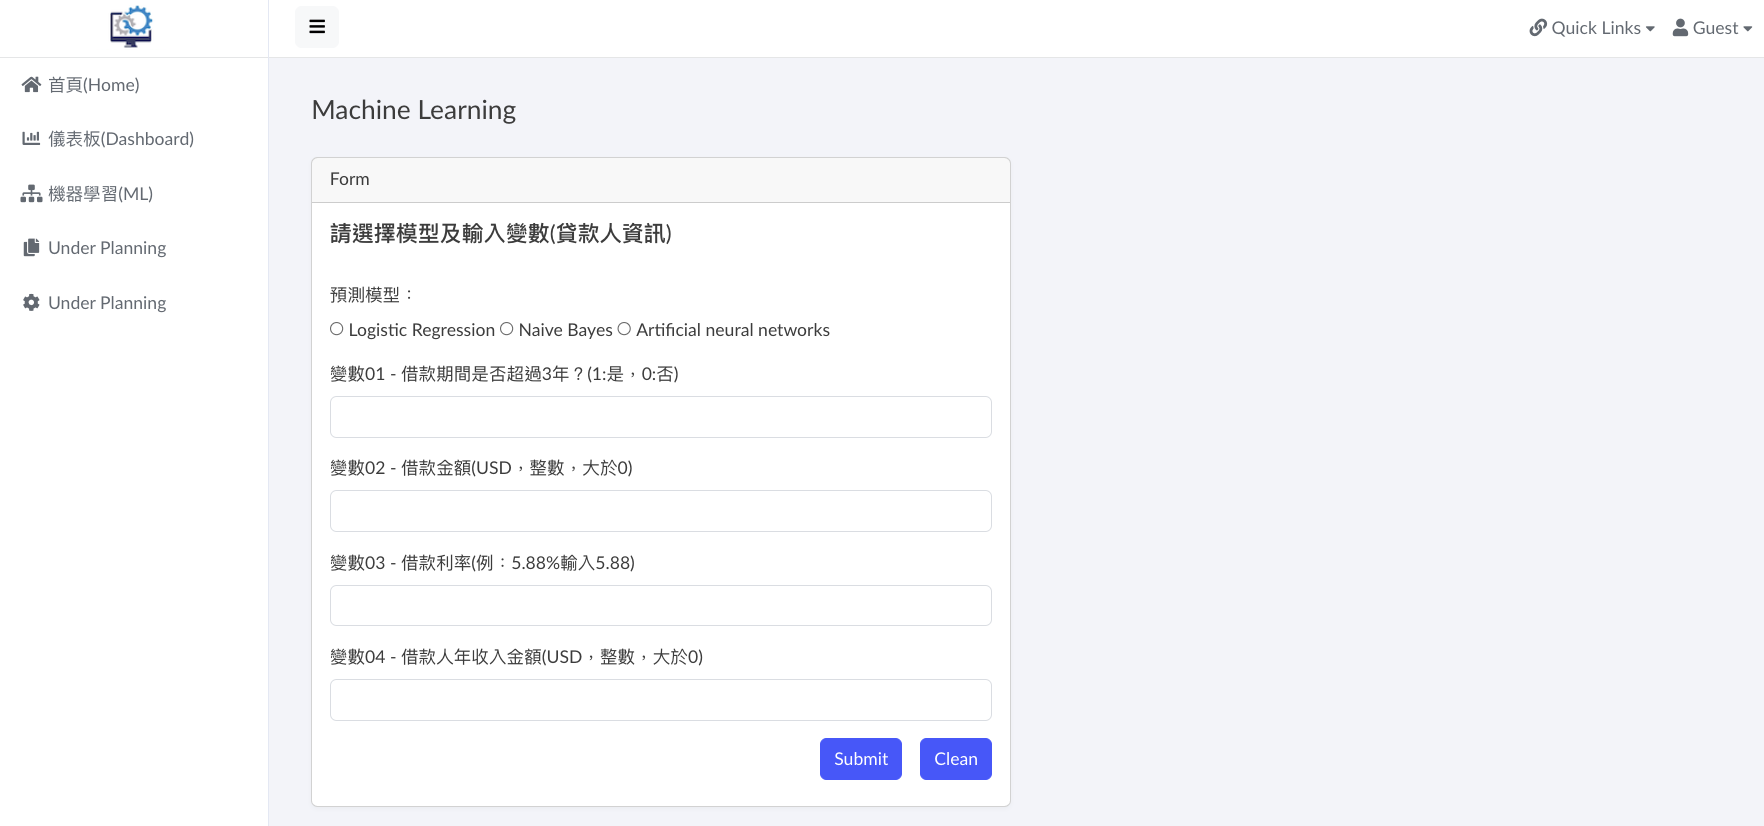 Quick Links
Guest
首頁(Home)
儀表板(Dashboard)
機器學習(ML)
Under Planning
Under Planning
Machine Learning
Form
請選擇模型及輸入變數(貸款人資訊)
預測模型：
Logistic Regression Naive Bayes Artificial neural networks
變數01 - 借款期間是否超過3年？(1:是，0:否)
變數02 - 借款金額(USD，整數，大於0)
變數03 - 借款利率(例：5.88%輸入5.88)
變數04 - 借款人年收入金額(USD，整數，大於0)
Submit Clean